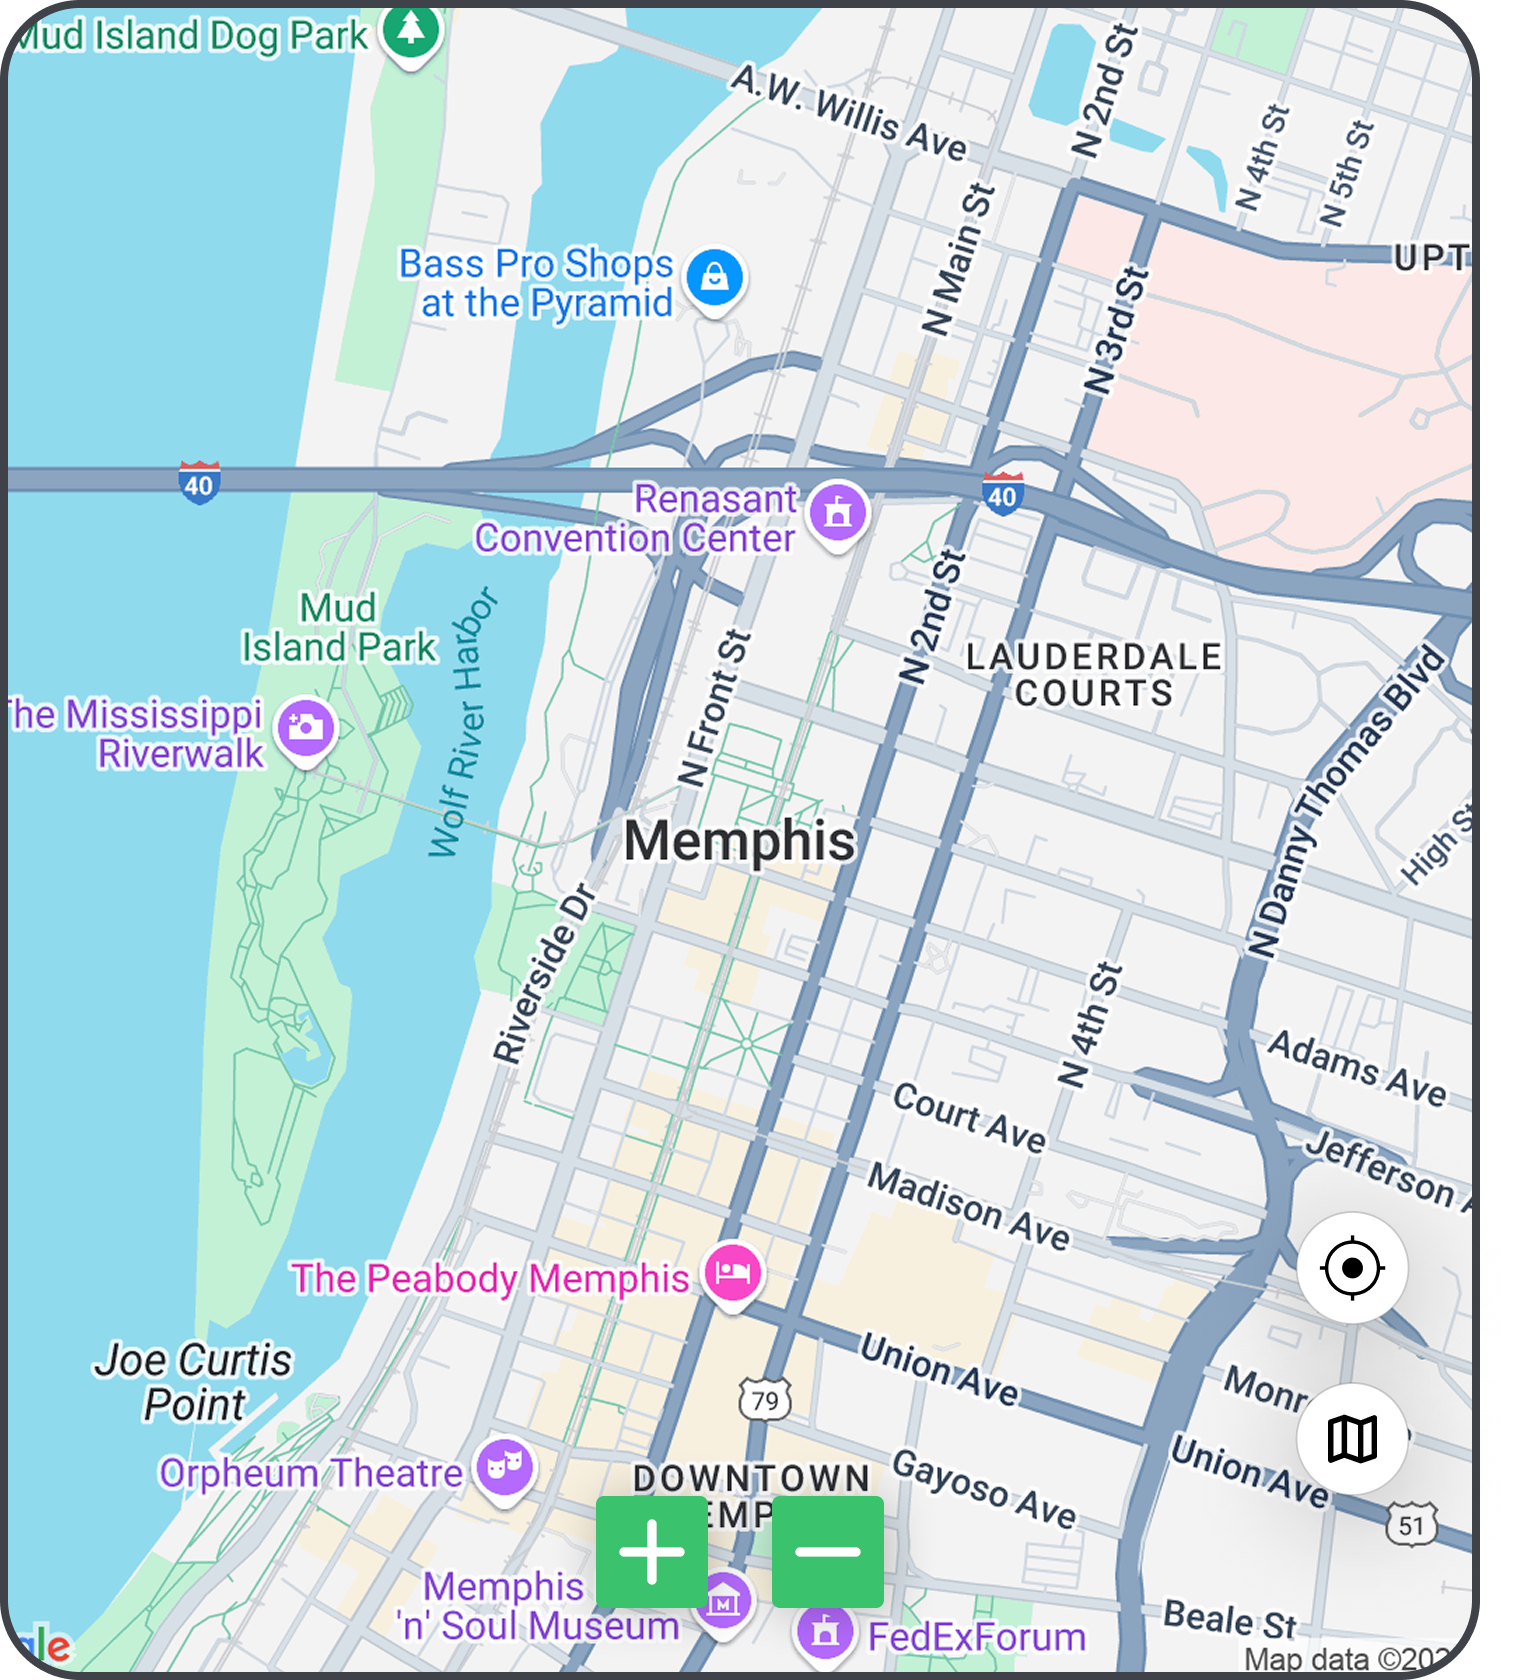 Mud Island Dog Park
A.W. Willis Ave
N 2nd St
N 4th St
N 5th St
UPT
Bass Pro Shops
at the Pyramid
N Main St
N 3rd St
40
40
Renasant
Convention Center
N 2nd St
Mud
Island Park
Wolf River Harbor
N Front St
LAUDERDALE
COURTS
The Mississippi
Riverwalk
N Danny Thomas Blvd
High St
Memphis
Riverside Dr
N 4th St
Adams Ave
Court Ave
Jefferson A
Madison Ave
The Peabody Memphis
Joe Curtis
Point
Union Ave
Monr
79
Orpheum Theatre
DOWNTOWN
EMP
Gayoso Ave
Union Ave
51
Memphis
'n' Soul Museum
M
FedExForum
Beale St
gle
Map data ©202